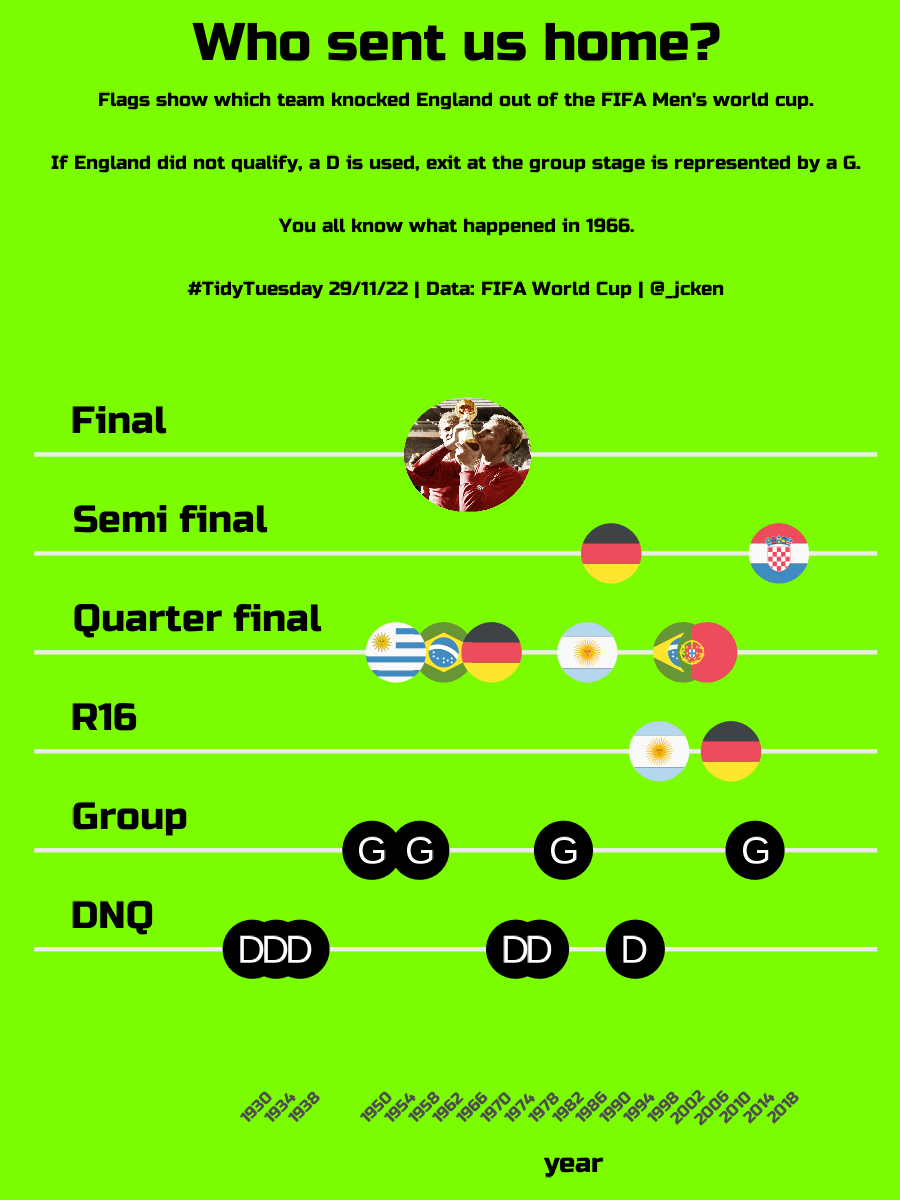 Who sent us home?
Flags show which team knocked England out of the FIFA Men's world cup.
If England did not qualify, a D is used, exit at the group stage is represented by a G.
You all know what happened in 1966.
#TidyTuesday 29/11/22 | Data: FIFA World Cup | @_jcken
Final
Semi final
Quarter final
R16
Group
G G G G
DNQ
D D D D D D
1930 1934 1938 1950 1954 1958 1962 1966 1970 1974 1978 1982 1986 1990 1994 1998 2002 2006 2010 2014 2018
year